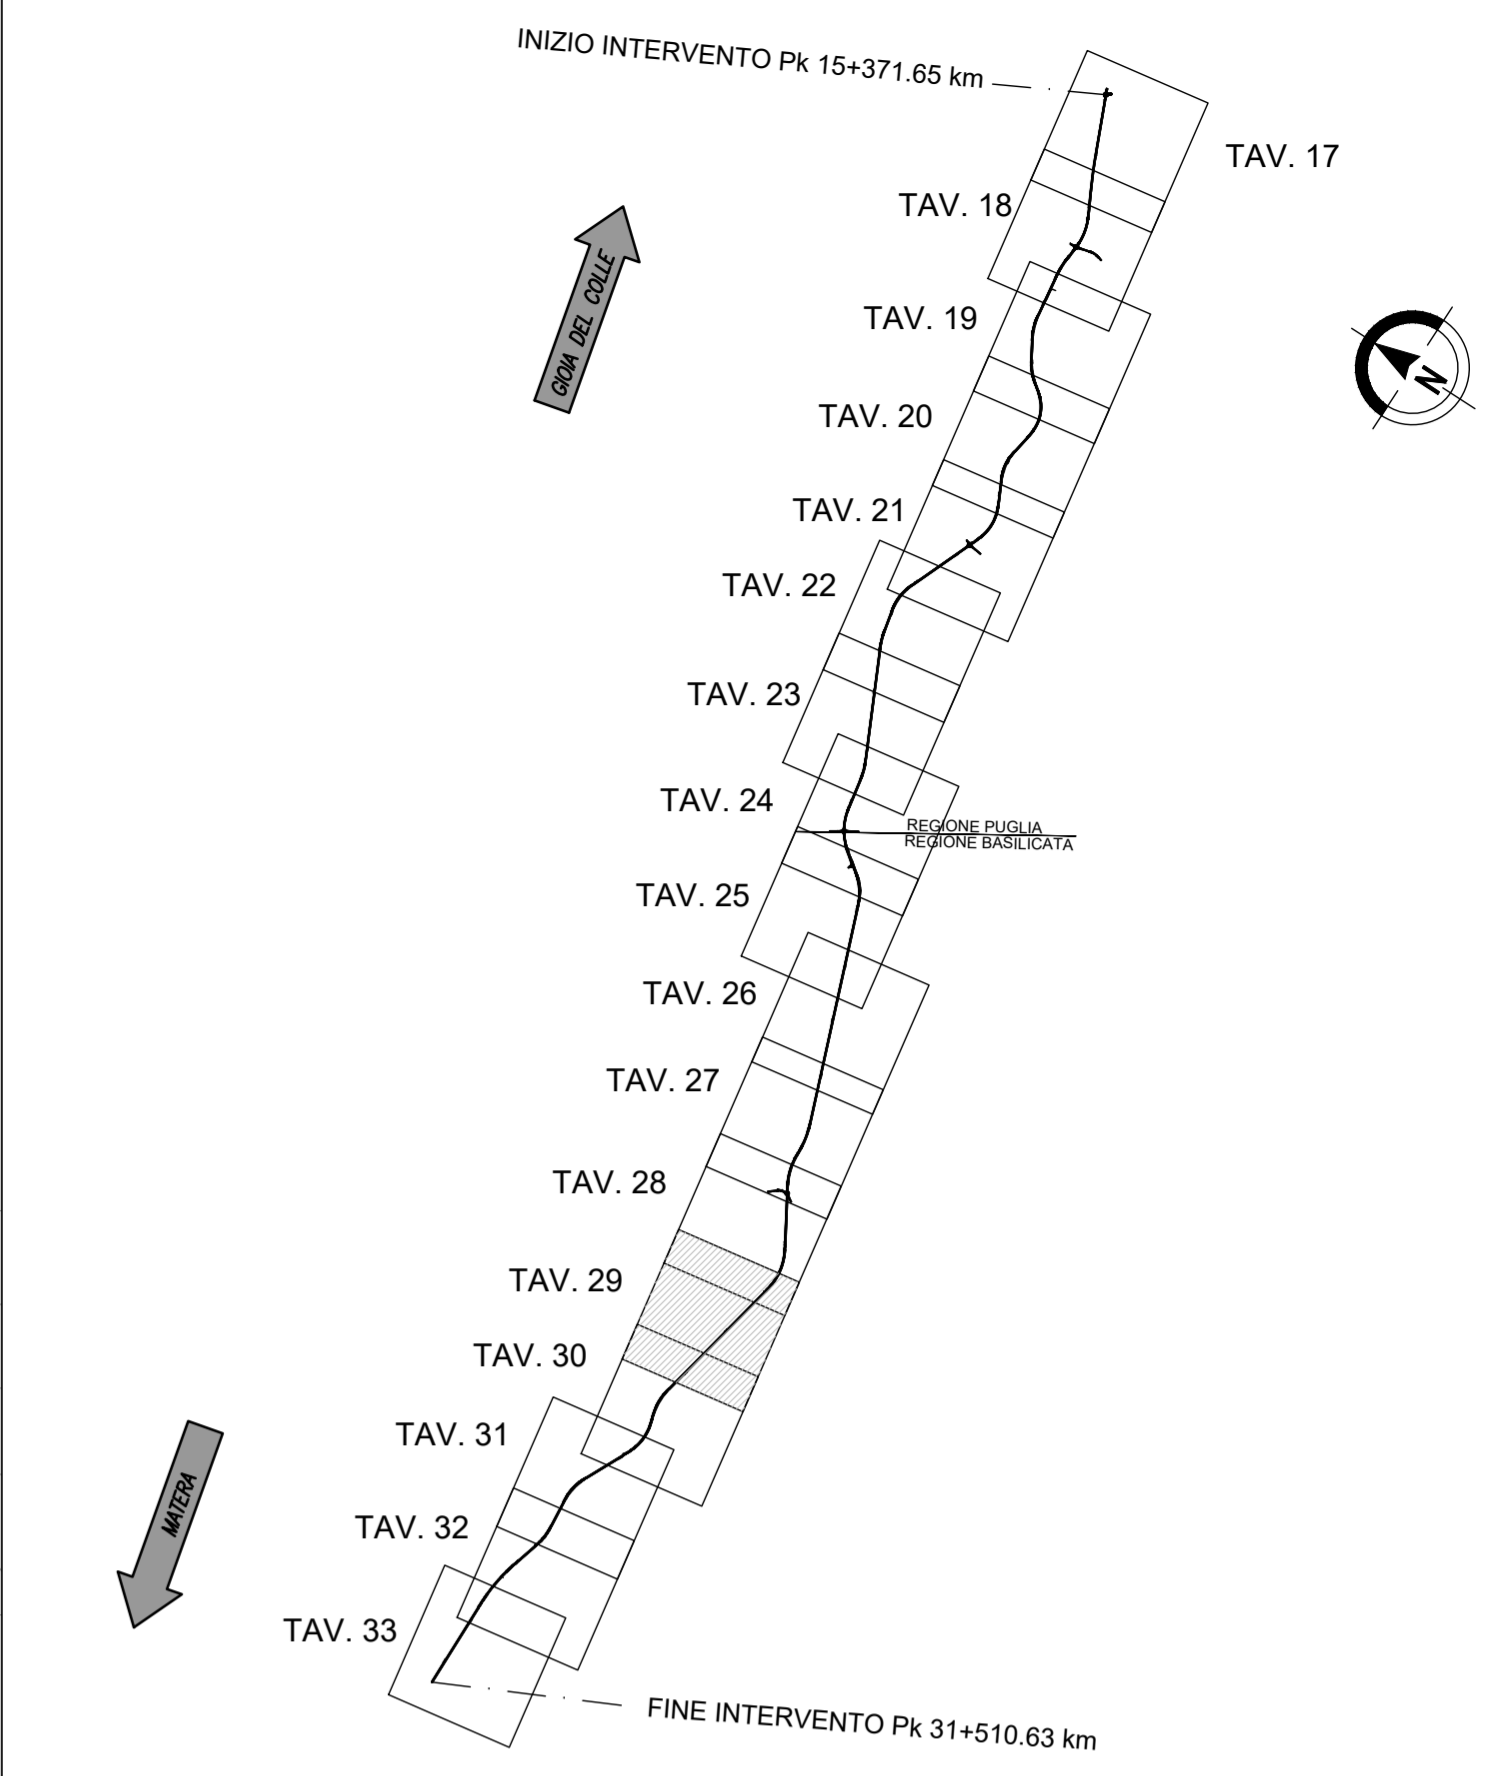 INIZIO INTERVENTO Pk 15+371.65 km
TAV. 17
TAV. 18
GIOIA DEL COLLE
TAV. 19
N
TAV. 20
TAV. 21
TAV. 22
TAV. 23
TAV. 24
REGIONE PUGLIA
REGIONE BASILICATA
TAV. 25
TAV. 26
TAV. 27
TAV. 28
TAV. 29
TAV. 30
TAV. 31
MATERA
TAV. 32
TAV. 33
FINE INTERVENTO Pk 31+510.63 km